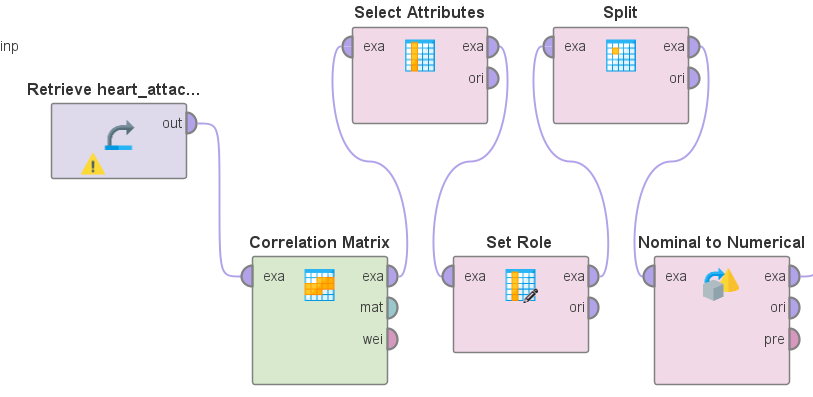 inp
Retrieve heart_attac...
out
Correlation Matrix
exa
exa
mat
wei
Select Attributes
exa
exa
ori
Set Role
exa
exa
ori
Split
exa
exa
ori
Nominal to Numerical
exa
exa
ori
pre